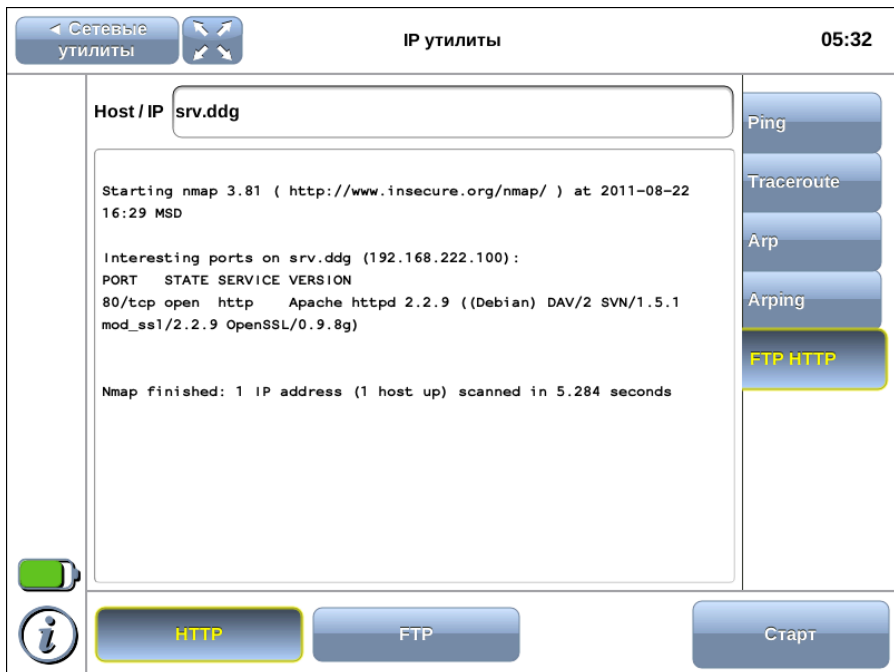 ◄ Сетевые
утилиты
IP утилиты
05:32
Host / IP srv.ddg
Starting nmap 3.81 ( http://www.insecure.org/nmap/ ) at 2011-08-22
16:29 MSD
Interesting ports on srv.ddg (192.168.222.100):
PORT STATE SERVICE VERSION
80/tcp open http Apache httpd 2.2.9 ((Debian) DAV/2 SVN/1.5.1
mod_ssl/2.2.9 OpenSSL/0.9.8g)
Nmap finished: 1 IP address (1 host up) scanned in 5.284 seconds
Ping
Traceroute
Arp
Arping
FTP HTTP
i
HTTP
FTP
Старт